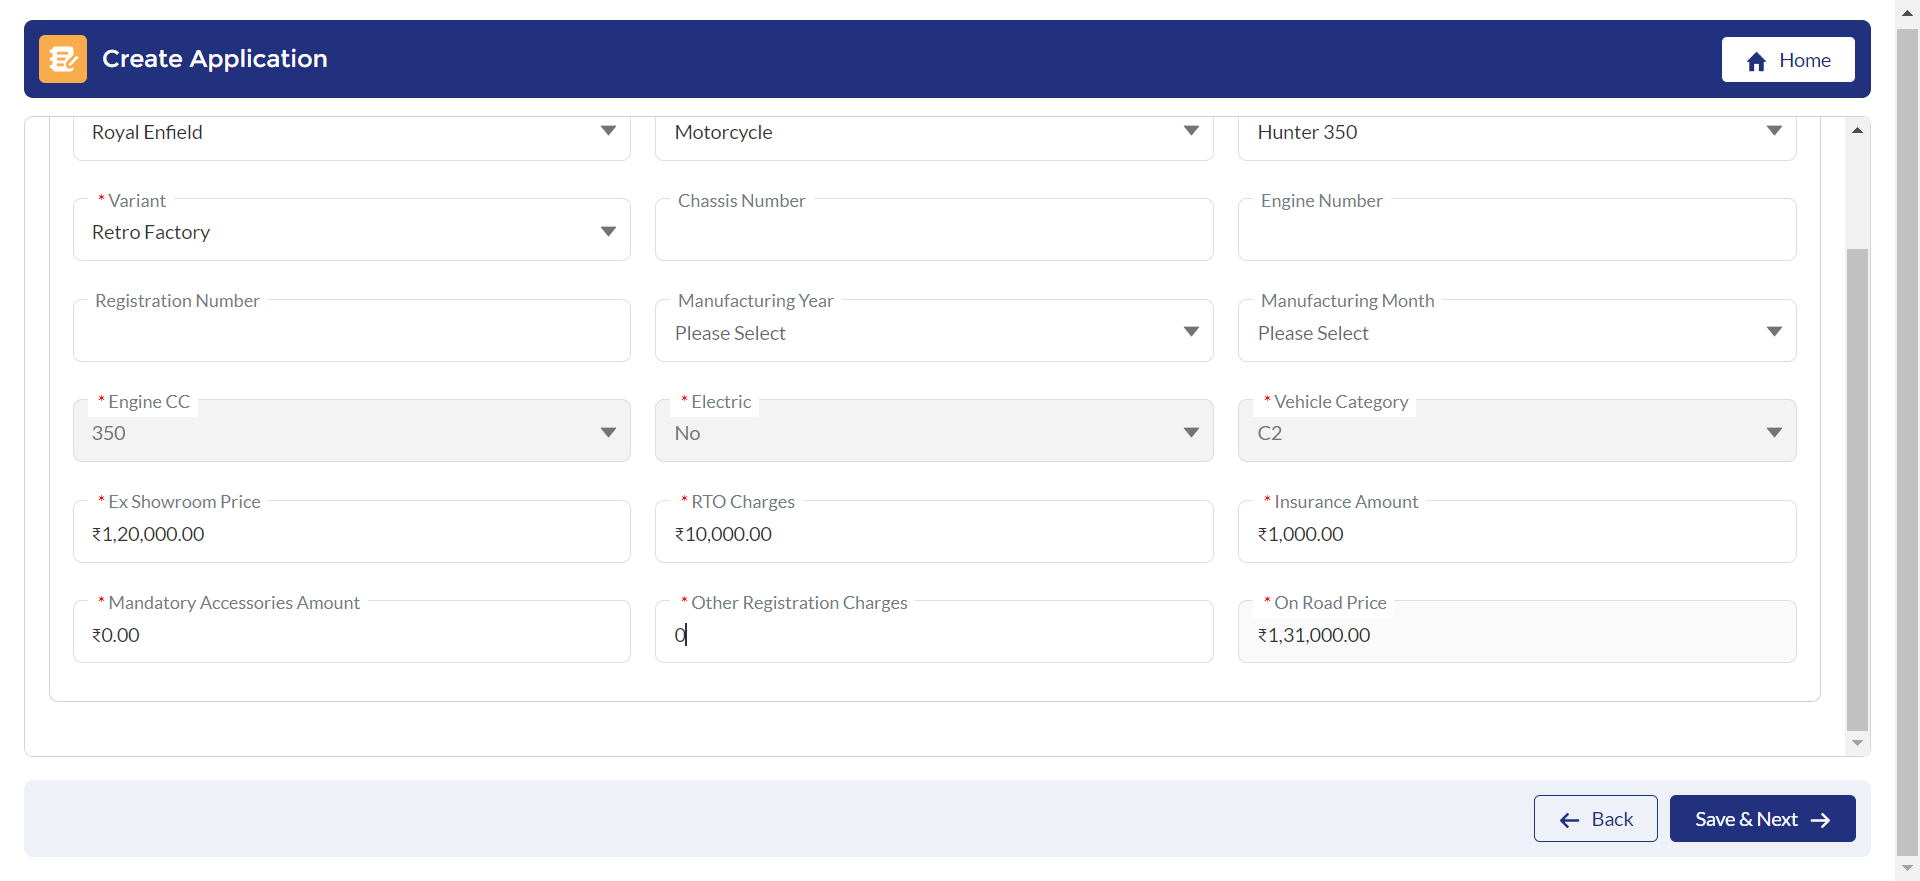 Create Application
Home
Royal Enfield
Motorcycle
Hunter 350
* Variant
Retro Factory
Chassis Number
Engine Number
Registration Number
Manufacturing Year
Please Select
Manufacturing Month
Please Select
* Engine CC
350
* Electric
No
* Vehicle Category
C2
* Ex Showroom Price
₹1,20,000.00
* RTO Charges
₹10,000.00
* Insurance Amount
₹1,000.00
* Mandatory Accessories Amount
₹0.00
* Other Registration Charges
0
* On Road Price
₹1,31,000.00
Back
Save & Next